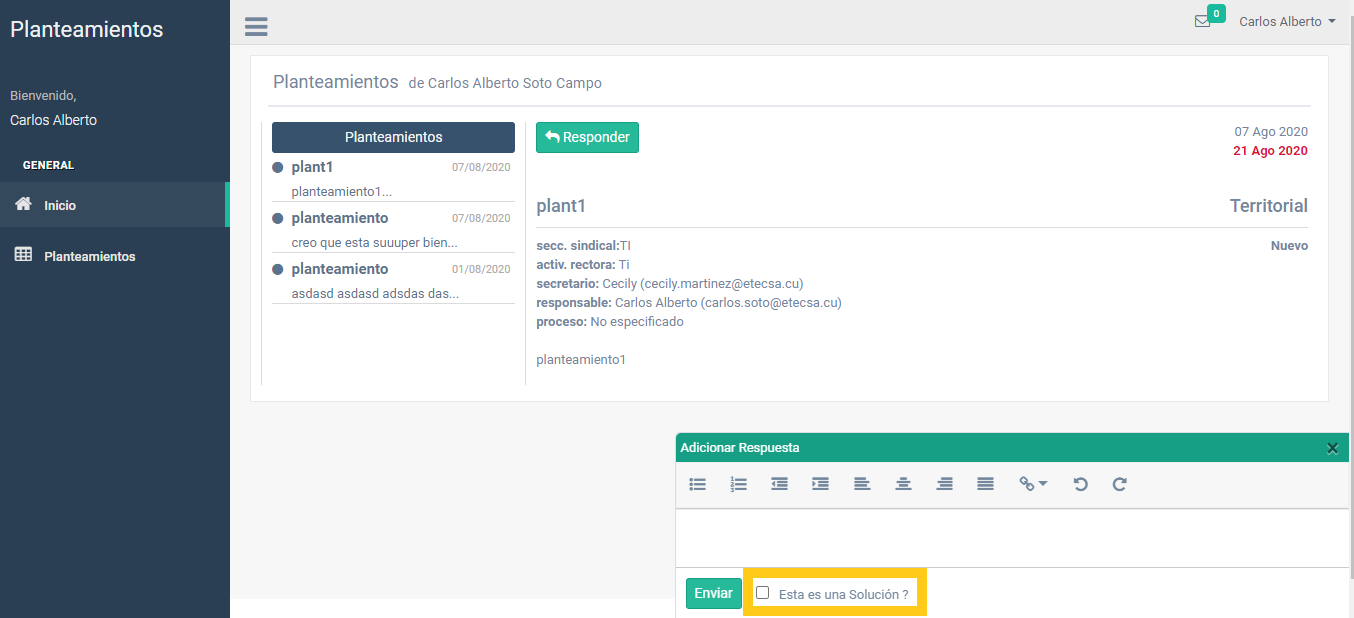 Planteamientos
Bienvenido,
Carlos Alberto
GENERAL
Inicio
Planteamientos
0
Carlos Alberto
Planteamientos de Carlos Alberto Soto Campo
Planteamientos
plant1 07/08/2020
planteamiento1...
planteamiento 07/08/2020
creo que esta suuuper bien...
planteamiento 01/08/2020
asdasd asdasd adsdas das...
Responder
07 Ago 2020
21 Ago 2020
plant1 Territorial
secc. sindical:TI Nuevo
activ. rectora: Ti
secretario: Cecily (cecily.martinez@etecsa.cu)
responsable: Carlos Alberto (carlos.soto@etecsa.cu)
proceso: No especificado
planteamiento1
Adicionar Respuesta
Enviar Esta es una Solución ?